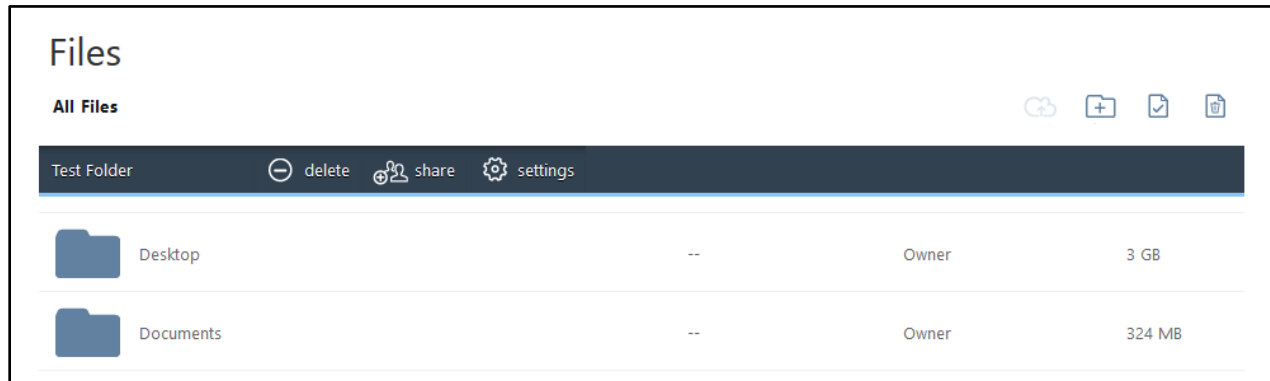 Files
All Files
Test Folder delete share settings
Desktop -- Owner 3 GB
Documents -- Owner 324 MB